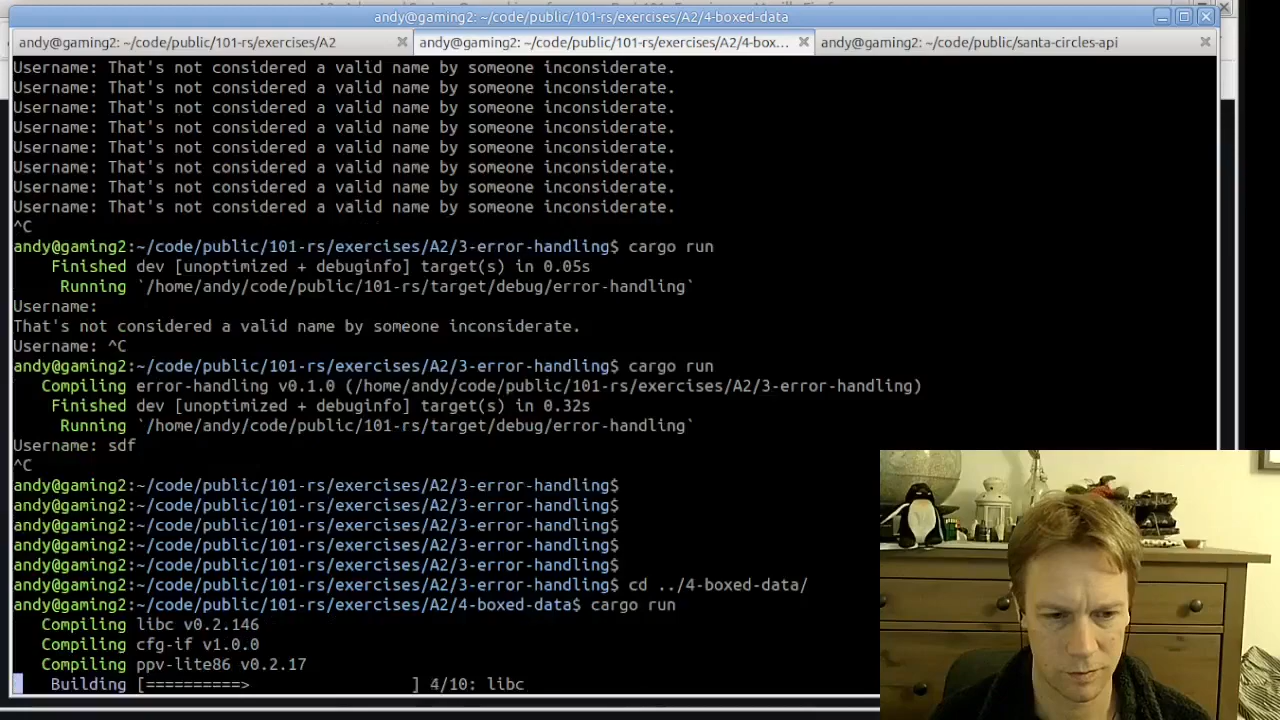 andy@gaming2: ~/code/public/101-rs/exercises/A2/4-boxed-data
andy@gaming2: ~/code/public/101-rs/exercises/A2
andy@gaming2: ~/code/public/101-rs/exercises/A2/4-box...
andy@gaming2: ~/code/public/santa-circles-api
Username: That's not considered a valid name by someone inconsiderate.
Username: That's not considered a valid name by someone inconsiderate.
Username: That's not considered a valid name by someone inconsiderate.
Username: That's not considered a valid name by someone inconsiderate.
Username: That's not considered a valid name by someone inconsiderate.
Username: That's not considered a valid name by someone inconsiderate.
Username: That's not considered a valid name by someone inconsiderate.
Username: That's not considered a valid name by someone inconsiderate.
^C
andy@gaming2:~/code/public/101-rs/exercises/A2/3-error-handling$ cargo run
Finished dev [unoptimized + debuginfo] target(s) in 0.05s
Running `/home/andy/code/public/101-rs/target/debug/error-handling`
Username:
That's not considered a valid name by someone inconsiderate.
Username: ^C
andy@gaming2:~/code/public/101-rs/exercises/A2/3-error-handling$ cargo run
Compiling error-handling v0.1.0 (/home/andy/code/public/101-rs/exercises/A2/3-error-handling)
Finished dev [unoptimized + debuginfo] target(s) in 0.32s
Running `/home/andy/code/public/101-rs/target/debug/error-handling`
Username: sdf
^C
andy@gaming2:~/code/public/101-rs/exercises/A2/3-error-handling$
andy@gaming2:~/code/public/101-rs/exercises/A2/3-error-handling$
andy@gaming2:~/code/public/101-rs/exercises/A2/3-error-handling$
andy@gaming2:~/code/public/101-rs/exercises/A2/3-error-handling$
andy@gaming2:~/code/public/101-rs/exercises/A2/3-error-handling$
andy@gaming2:~/code/public/101-rs/exercises/A2/3-error-handling$ cd ../4-boxed-data/
andy@gaming2:~/code/public/101-rs/exercises/A2/4-boxed-data$ cargo run
Compiling libc v0.2.146
Compiling cfg-if v1.0.0
Compiling ppv-lite86 v0.2.17
Building [==========>                 ] 4/10: libc